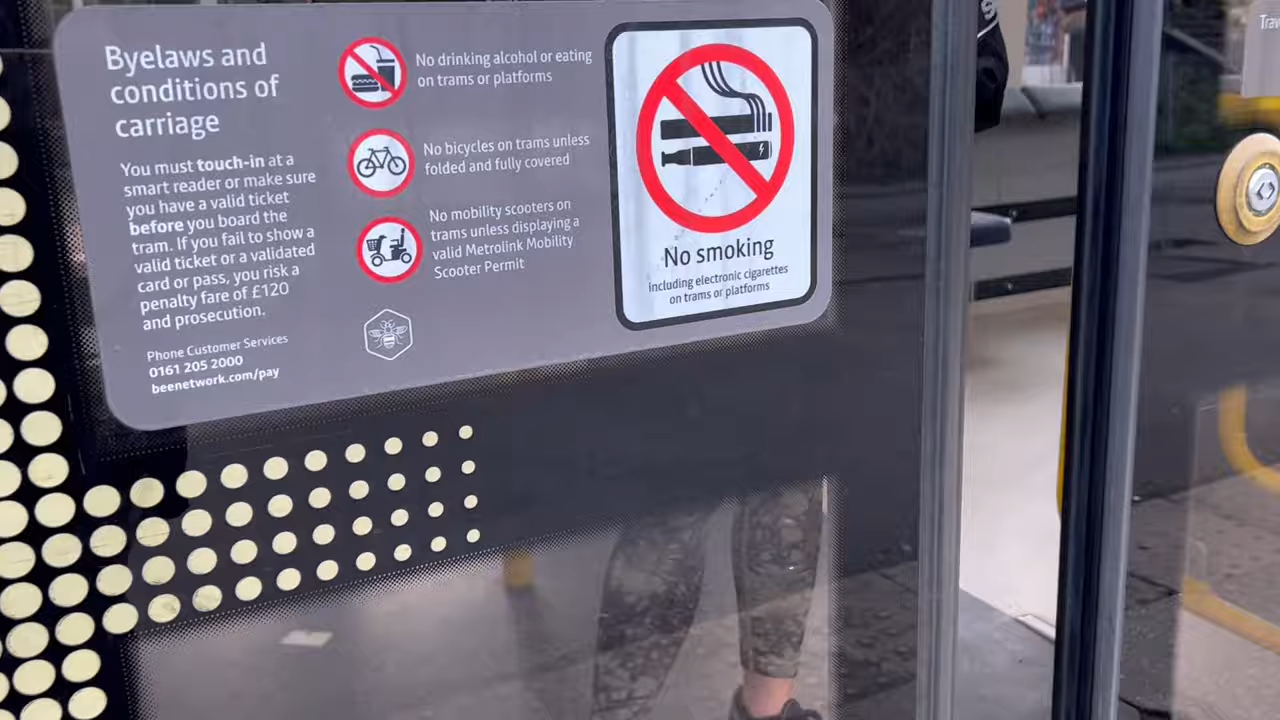 Byelaws and
conditions of
carriage
You must touch-in at a
smart reader or make sure
you have a valid ticket
before you board the
tram. If you fail to show a
valid ticket or a validated
card or pass, you risk a
penalty fare of £120
and prosecution.
Phone Customer Services
0161 205 2000
beenetwork.com/pay
No drinking alcohol or eating
on trams or platforms
No bicycles on trams unless
folded and fully covered
No mobility scooters on
trams unless displaying a
valid Metrolink Mobility
Scooter Permit
No smoking
including electronic cigarettes
on trams or platforms